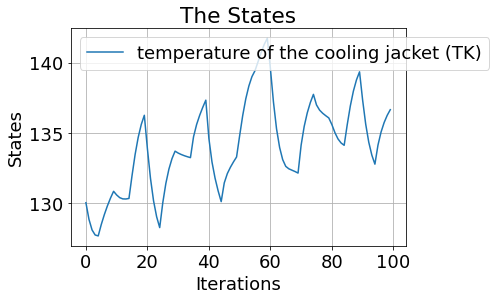 The States
temperature of the cooling jacket (TK)
States
140
135
130
0 20 40 60 80 100
Iterations